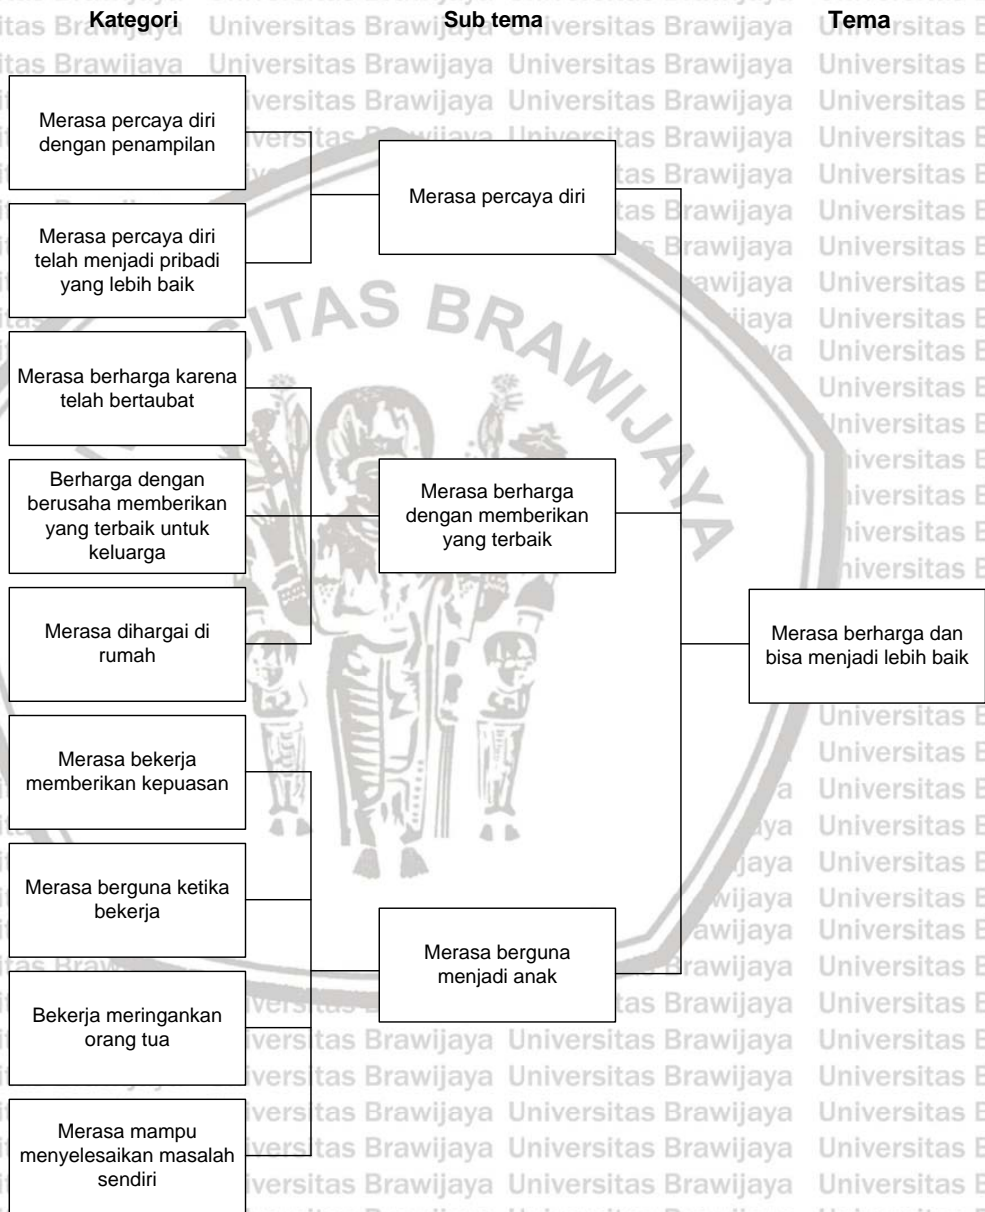 Kategori
Sub tema
Tema
Merasa percaya diri
dengan penampilan
Merasa percaya diri
telah menjadi pribadi
yang lebih baik
Merasa berharga karena
telah bertaubat
Berharga dengan
berusaha memberikan
yang terbaik untuk
keluarga
Merasa dihargai di
rumah
Merasa bekerja
memberikan kepuasan
Merasa berguna ketika
bekerja
Bekerja meringankan
orang tua
Merasa mampu
menyelesaikan masalah
sendiri
Merasa percaya diri
Merasa berharga
dengan memberikan
yang terbaik
Merasa berguna
menjadi anak
Merasa berharga dan
bisa menjadi lebih baik